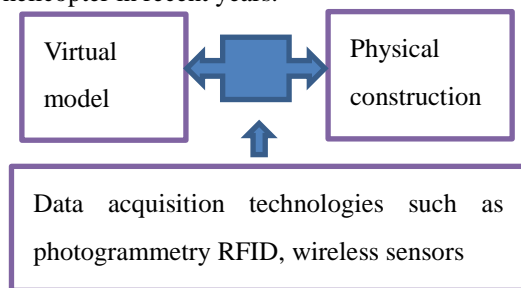 helicopter in recent years.
Virtual
model
Physical
construction
Data acquisition technologies such as
photogrammetry RFID, wireless sensors